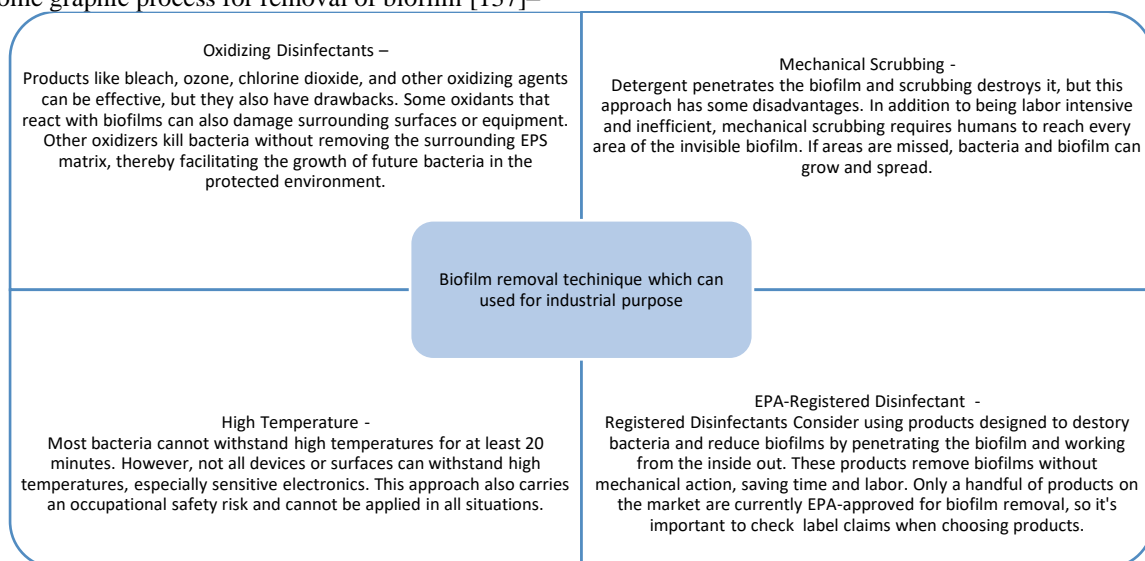 ome graphic process for removal of biofilm [137]–
Oxidizing Disinfectants –
Products like bleach, ozone, chlorine dioxide, and other oxidizing agents
can be effective, but they also have drawbacks. Some oxidants that
react with biofilms can also damage surrounding surfaces or equipment.
Other oxidizers kill bacteria without removing the surrounding EPS
matrix, thereby facilitating the growth of future bacteria in the
protected environment.
Mechanical Scrubbing -
Detergent penetrates the biofilm and scrubbing destroys it, but this
approach has some disadvantages. In addition to being labor intensive
and inefficient, mechanical scrubbing requires humans to reach every
area of the invisible biofilm. If areas are missed, bacteria and biofilm can
grow and spread.
Biofilm removal techinique which can
used for industrial purpose
High Temperature -
Most bacteria cannot withstand high temperatures for at least 20
minutes. However, not all devices or surfaces can withstand high
temperatures, especially sensitive electronics. This approach also carries
an occupational safety risk and cannot be applied in all situations.
EPA-Registered Disinfectant -
Registered Disinfectants Consider using products designed to destory
bacteria and reduce biofilms by penetrating the biofilm and working
from the inside out. These products remove biofilms without
mechanical action, saving time and labor. Only a handful of products on
the market are currently EPA-approved for biofilm removal, so it's
important to check label claims when choosing products.